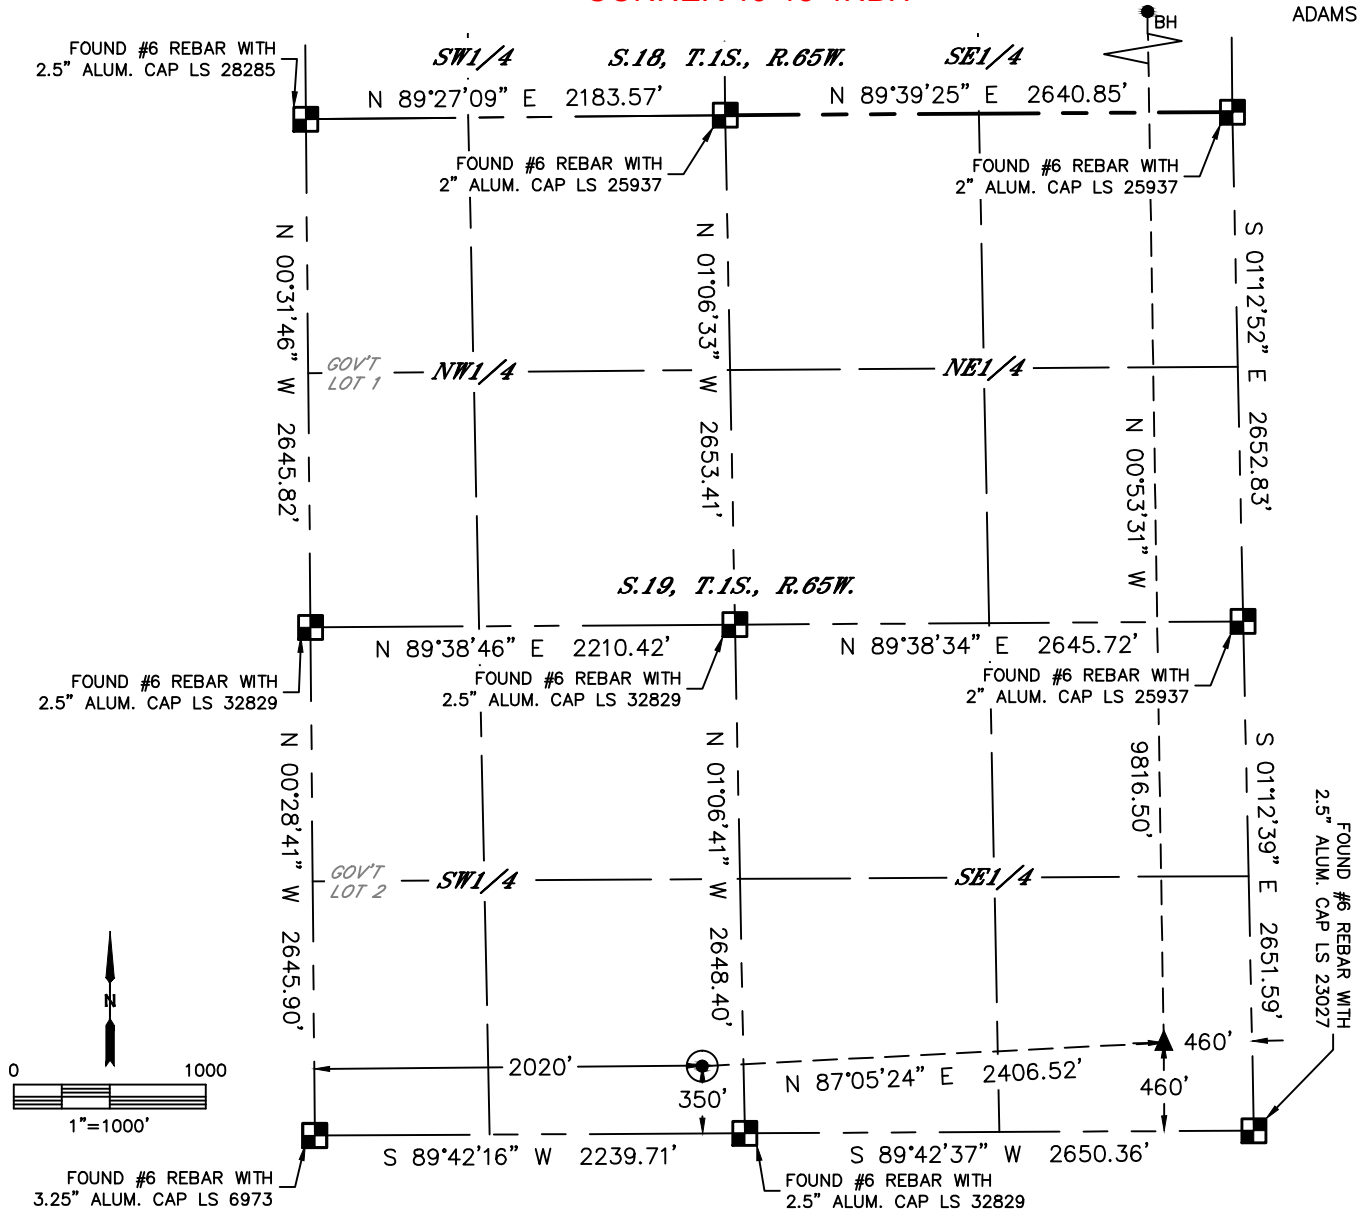 BH
ADAMS
FOUND #6 REBAR WITH
2.5" ALUM. CAP LS 28285
SW1/4
S.18, T.1S., R.65W.
SE1/4
N 89°27'09" E 2183.57'
N 89°39'25" E 2640.85'
FOUND #6 REBAR WITH
2" ALUM. CAP LS 25937
FOUND #6 REBAR WITH
2" ALUM. CAP LS 25937
N 00°31'46" W 2645.82'
N 01°06'33" W 2653.41'
S 01°12'52" E 2652.83'
GOV'T
LOT 1
NW1/4
NE1/4
N 00°53'31" W 9816.50'
S.19, T.1S., R.65W.
N 89°38'46" E 2210.42'
N 89°38'34" E 2645.72'
FOUND #6 REBAR WITH
2.5" ALUM. CAP LS 32829
FOUND #6 REBAR WITH
2.5" ALUM. CAP LS 32829
FOUND #6 REBAR WITH
2" ALUM. CAP LS 25937
N 00°28'41" W 2645.90'
N 01°06'41" W 2648.40'
S 01°12'39" E 2651.59'
FOUND #6 REBAR WITH
2.5" ALUM. CAP LS 23027
GOV'T
LOT 2
SW1/4
SE1/4
N
0 1000
1"=1000'
2020'
350'
N 87°05'24" E 2406.52'
460'
460'
S 89°42'16" W 2239.71'
S 89°42'37" W 2650.36'
FOUND #6 REBAR WITH
3.25" ALUM. CAP LS 6973
FOUND #6 REBAR WITH
2.5" ALUM. CAP LS 32829